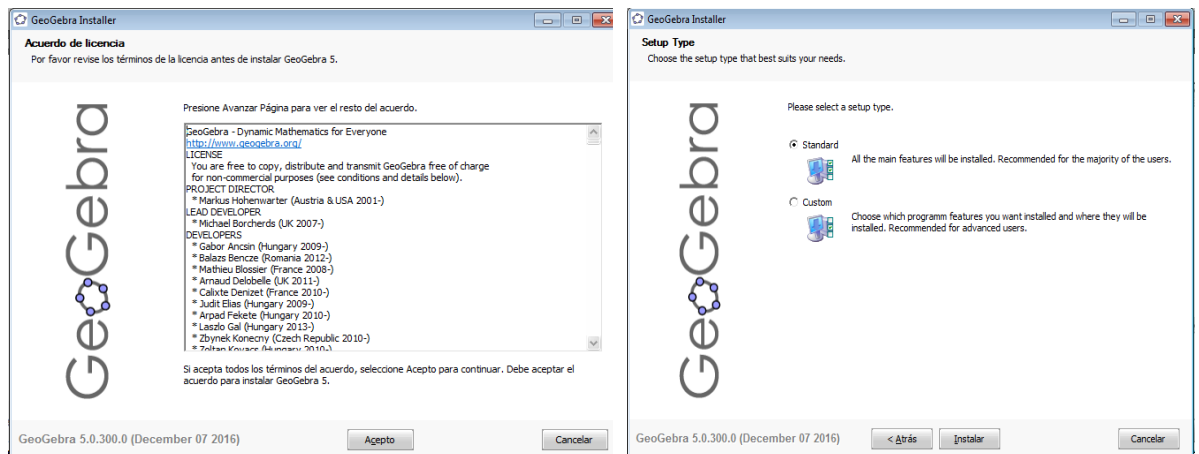 GeoGebra Installer
Acuerdo de licencia
Por favor revise los términos de la licencia antes de instalar GeoGebra 5.
GeoGebra
Presione Avanzar Página para ver el resto del acuerdo.
GeoGebra - Dynamic Mathematics for Everyone
http://www.geogebra.org/
LICENSE
You are free to copy, distribute and transmit GeoGebra free of charge
for non-commercial purposes (see conditions and details below).
PROJECT DIRECTOR
* Markus Hohenwarter (Austria & USA 2001-)
LEAD DEVELOPER
* Michael Borcherds (UK 2007-)
DEVELOPERS
* Gabor Ancsin (Hungary 2009-)
* Balazs Bencze (Romania 2012-)
* Mathieu Blossier (France 2008-)
* Arnaud Delobelle (UK 2011-)
* Calixte Denizet (France 2010-)
* Judit Elias (Hungary 2009-)
* Arpad Fekete (Hungary 2010-)
* Laszlo Gal (Hungary 2013-)
* Zbynek Konecny (Czech Republic 2010-)
* Zoltan Kovacs (Hungary 2010-)
Si acepta todos los términos del acuerdo, seleccione Acepto para continuar. Debe aceptar el
acuerdo para instalar GeoGebra 5.
GeoGebra 5.0.300.0 (December 07 2016)
Acepto
Cancelar
GeoGebra Installer
Setup Type
Choose the setup type that best suits your needs.
GeoGebra
Please select a setup type.
Standard
All the main features will be installed. Recommended for the majority of the users.
Custom
Choose which programm features you want installed and where they will be
installed. Recommended for advanced users.
GeoGebra 5.0.300.0 (December 07 2016)
< Atrás
Instalar
Cancelar